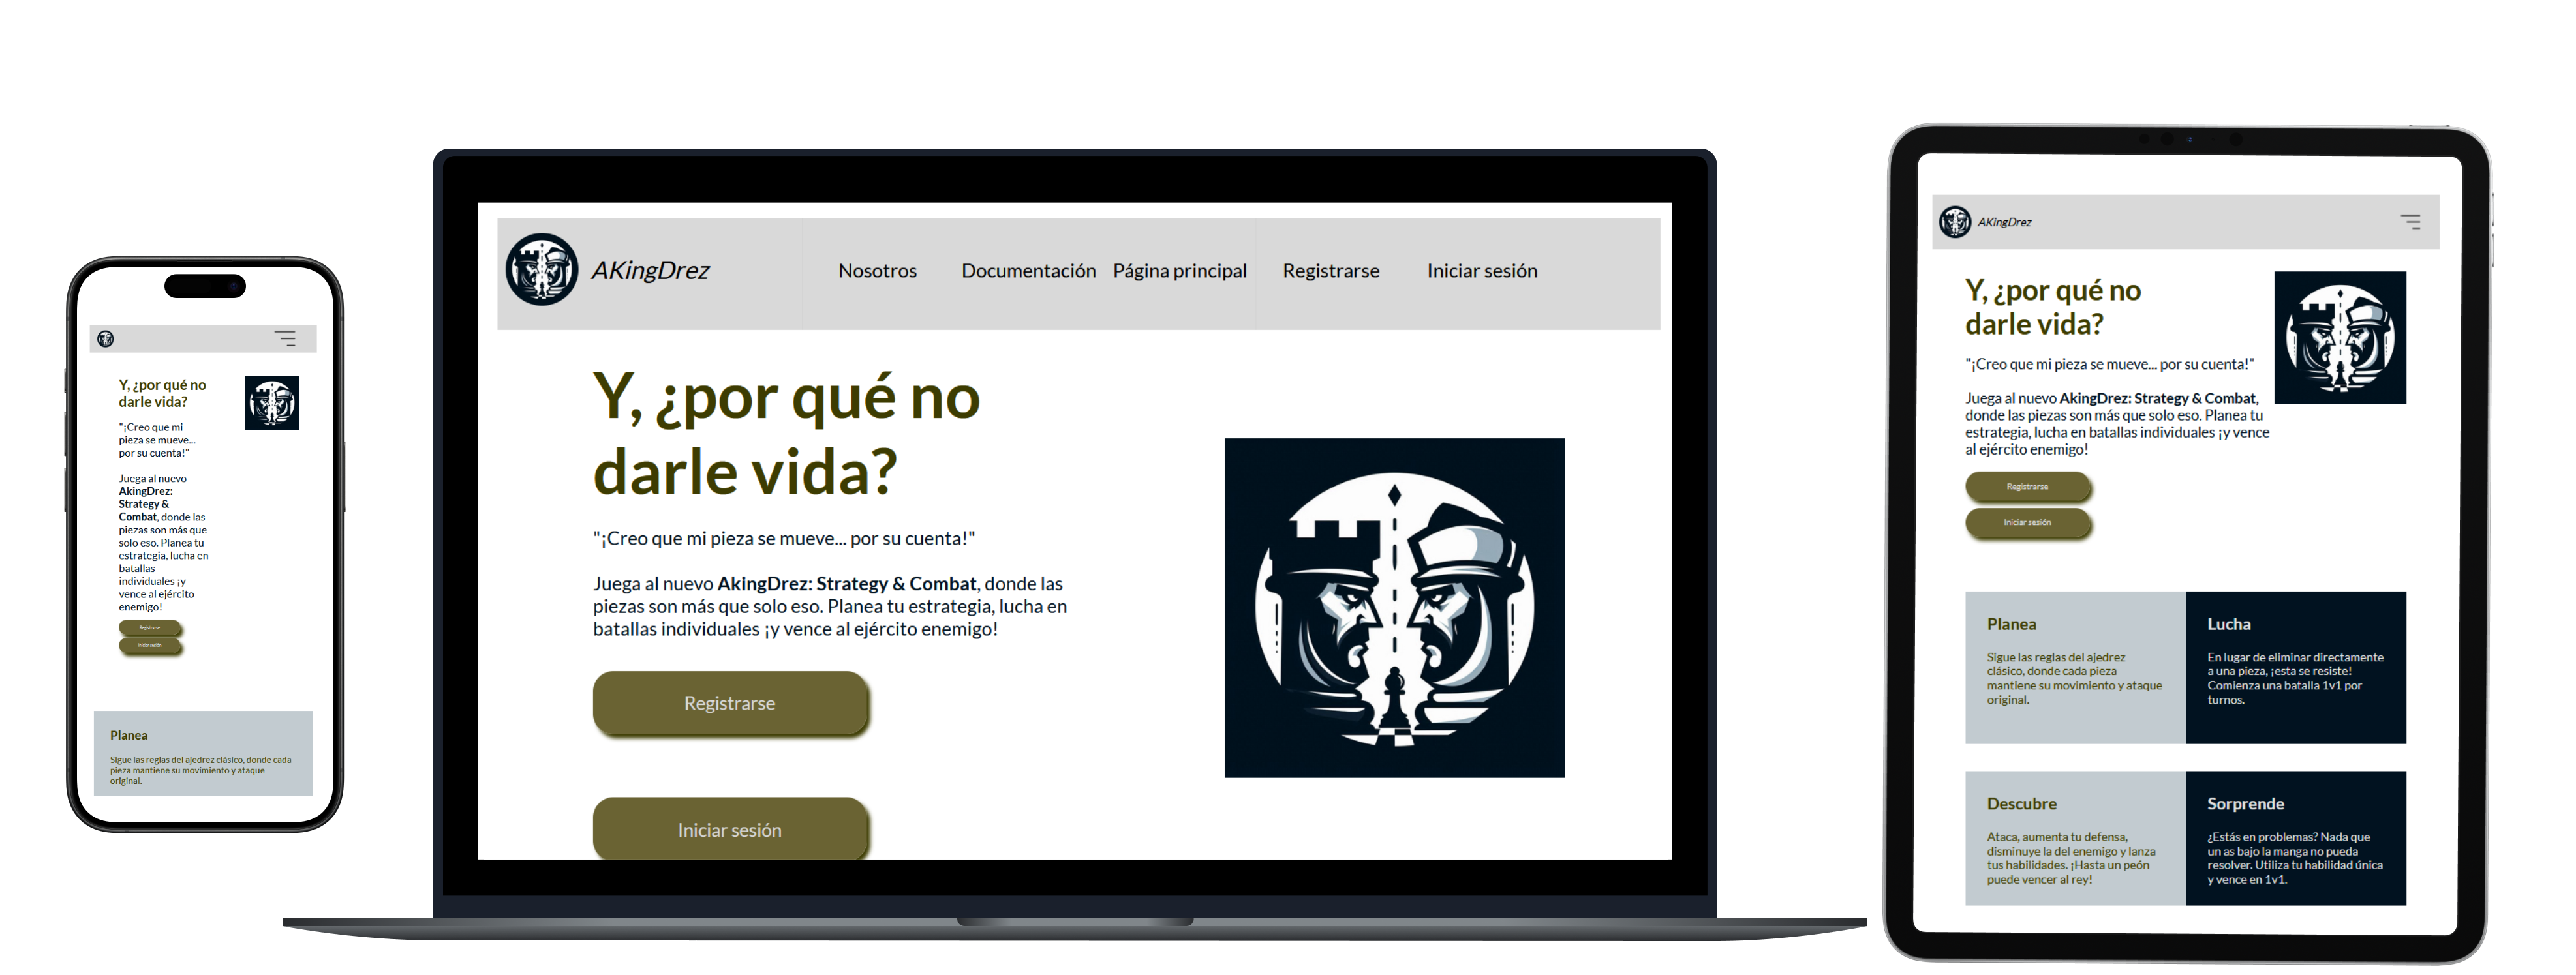 Y, ¿por qué no
darle vida?
"¡Creo que mi
pieza se mueve...
por su cuenta!"
Juega al nuevo
AkingDrez:
Strategy &
Combat, donde las
piezas son más que
solo eso. Planea tu
estrategia, lucha en
batallas
individuales ¡y
vence al ejército
enemigo!
Registrarse
Iniciar sesión
Planea
Sigue las reglas del ajedrez clásico, donde cada
pieza mantiene su movimiento y ataque
original.
AKingDrez
Nosotros
Documentación
Página principal
Registrarse
Iniciar sesión
Y, ¿por qué no
darle vida?
"¡Creo que mi pieza se mueve... por su cuenta!"
Juega al nuevo AkingDrez: Strategy & Combat, donde las
piezas son más que solo eso. Planea tu estrategia, lucha en
batallas individuales ¡y vence al ejército enemigo!
Registrarse
Iniciar sesión
AKingDrez
Y, ¿por qué no
darle vida?
"¡Creo que mi pieza se mueve... por su cuenta!"
Juega al nuevo AkingDrez: Strategy & Combat,
donde las piezas son más que solo eso. Planea tu
estrategia, lucha en batallas individuales ¡y vence
al ejército enemigo!
Registrarse
Iniciar sesión
Planea
Sigue las reglas del ajedrez
clásico, donde cada pieza
mantiene su movimiento y ataque
original.
Lucha
En lugar de eliminar directamente
a una pieza, ¡esta se resiste!
Comienza una batalla 1v1 por
turnos.
Descubre
Ataca, aumenta tu defensa,
disminuye la del enemigo y lanza
tus habilidades. ¡Hasta un peón
puede vencer al rey!
Sorprende
¿Estás en problemas? Nada que
un as bajo la manga no pueda
resolver. Utiliza tu habilidad única
y vence en 1v1.